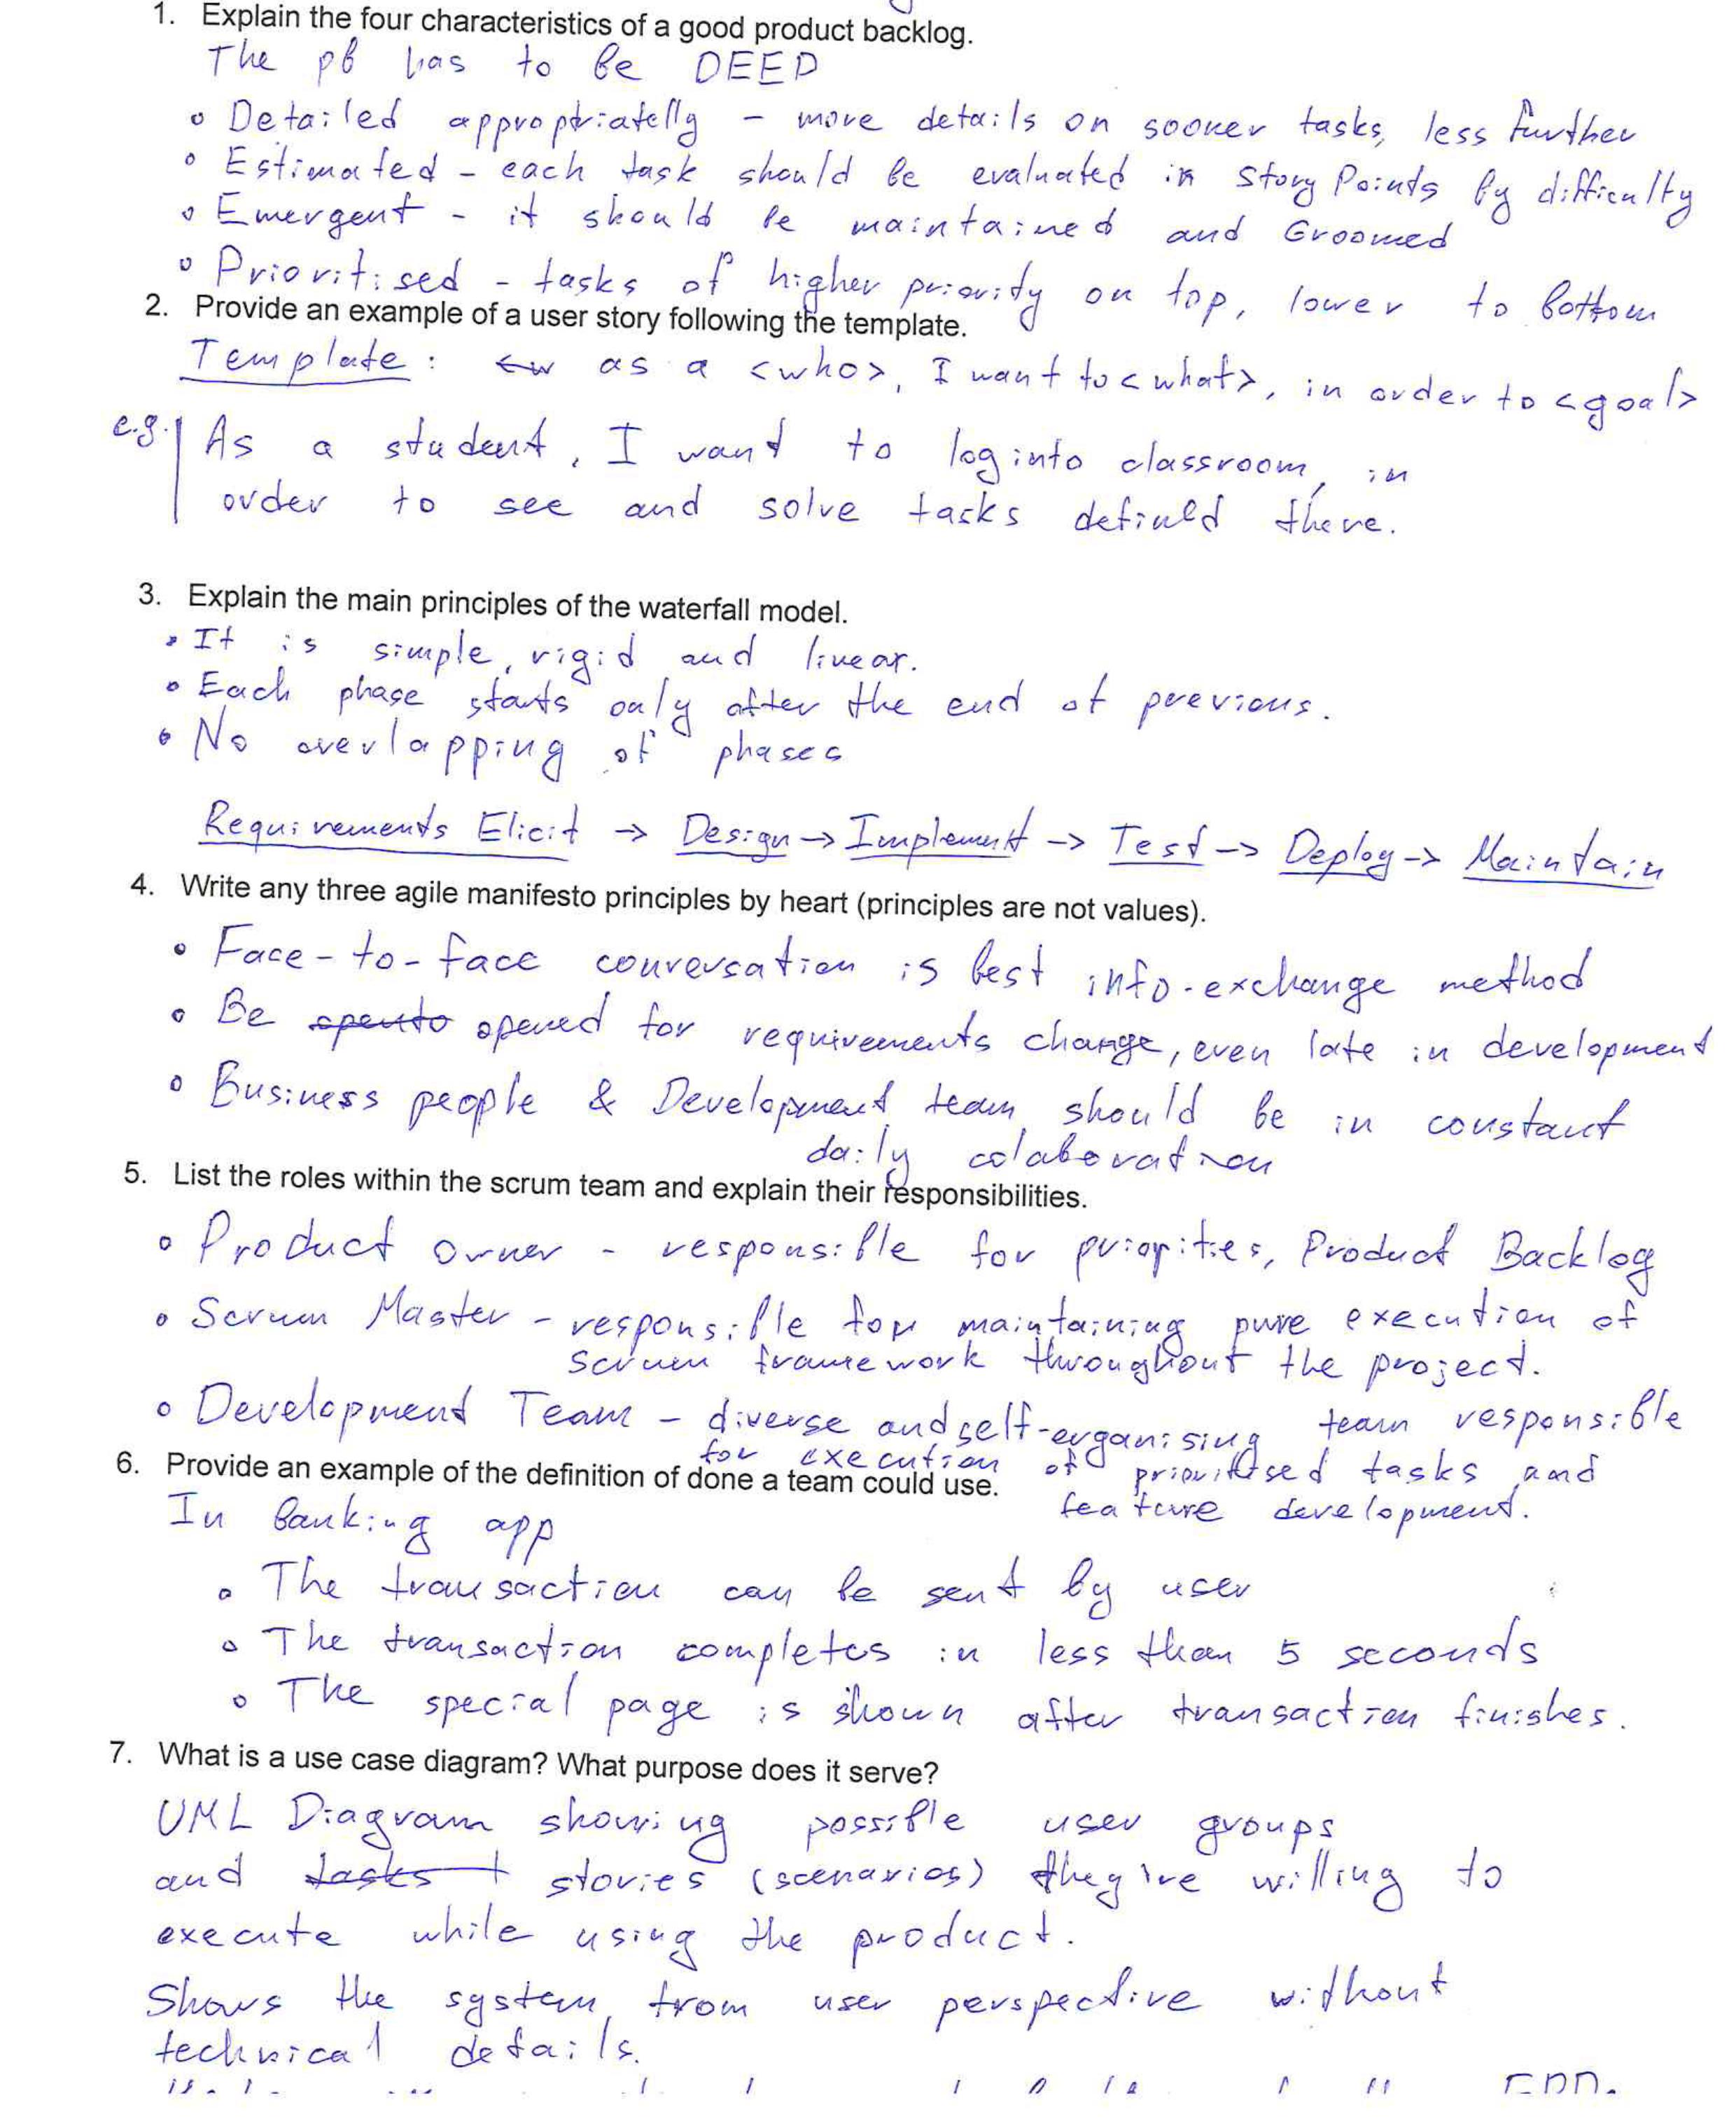 1. Explain the four characteristics of a good product backlog.
The pb has to be DEEP
Detailed appropriatelly - more details on sooner tasks, less further
Estimated - each task should be evaluated in Story Points by difficulty
Emergent - it should be maintained and Groomed
Prioritised - tasks of higher priority on top, lower to bottom
2. Provide an example of a user story following the template.
Template: as a <who>, I want to <what>, in order to <goal>
e.g. As a student, I want to log into classroom, in
order to see and solve tasks defined there.
3. Explain the main principles of the waterfall model.
It is simple, rigid and linear.
Each phase starts only after the end of previous.
No overlapping of phases
Requirements Elicit -> Design -> Implement -> Test -> Deploy -> Maintain
4. Write any three agile manifesto principles by heart (principles are not values).
Face-to-face conversation is best info-exchange method
Be opened for requirements change, even late in development
Business people & Development team should be in constant
daily colaboration
5. List the roles within the scrum team and explain their responsibilities.
Product Owner - responsible for priorities, Product Backlog
Scrum Master - responsible for maintaining pure execution of
scrum framework throughout the project.
Development Team - diverse and self-organising team responsible
for execution of prioritised tasks and
feature development.
6. Provide an example of the definition of done a team could use.
In banking app
The transaction can be sent by user
The transaction completes in less than 5 seconds
The special page is shown after transaction finishes.
7. What is a use case diagram? What purpose does it serve?
UML Diagram showing possible user groups
and stories (scenarios) they're willing to
execute while using the product.
Shows the system from user perspective without
technical details.